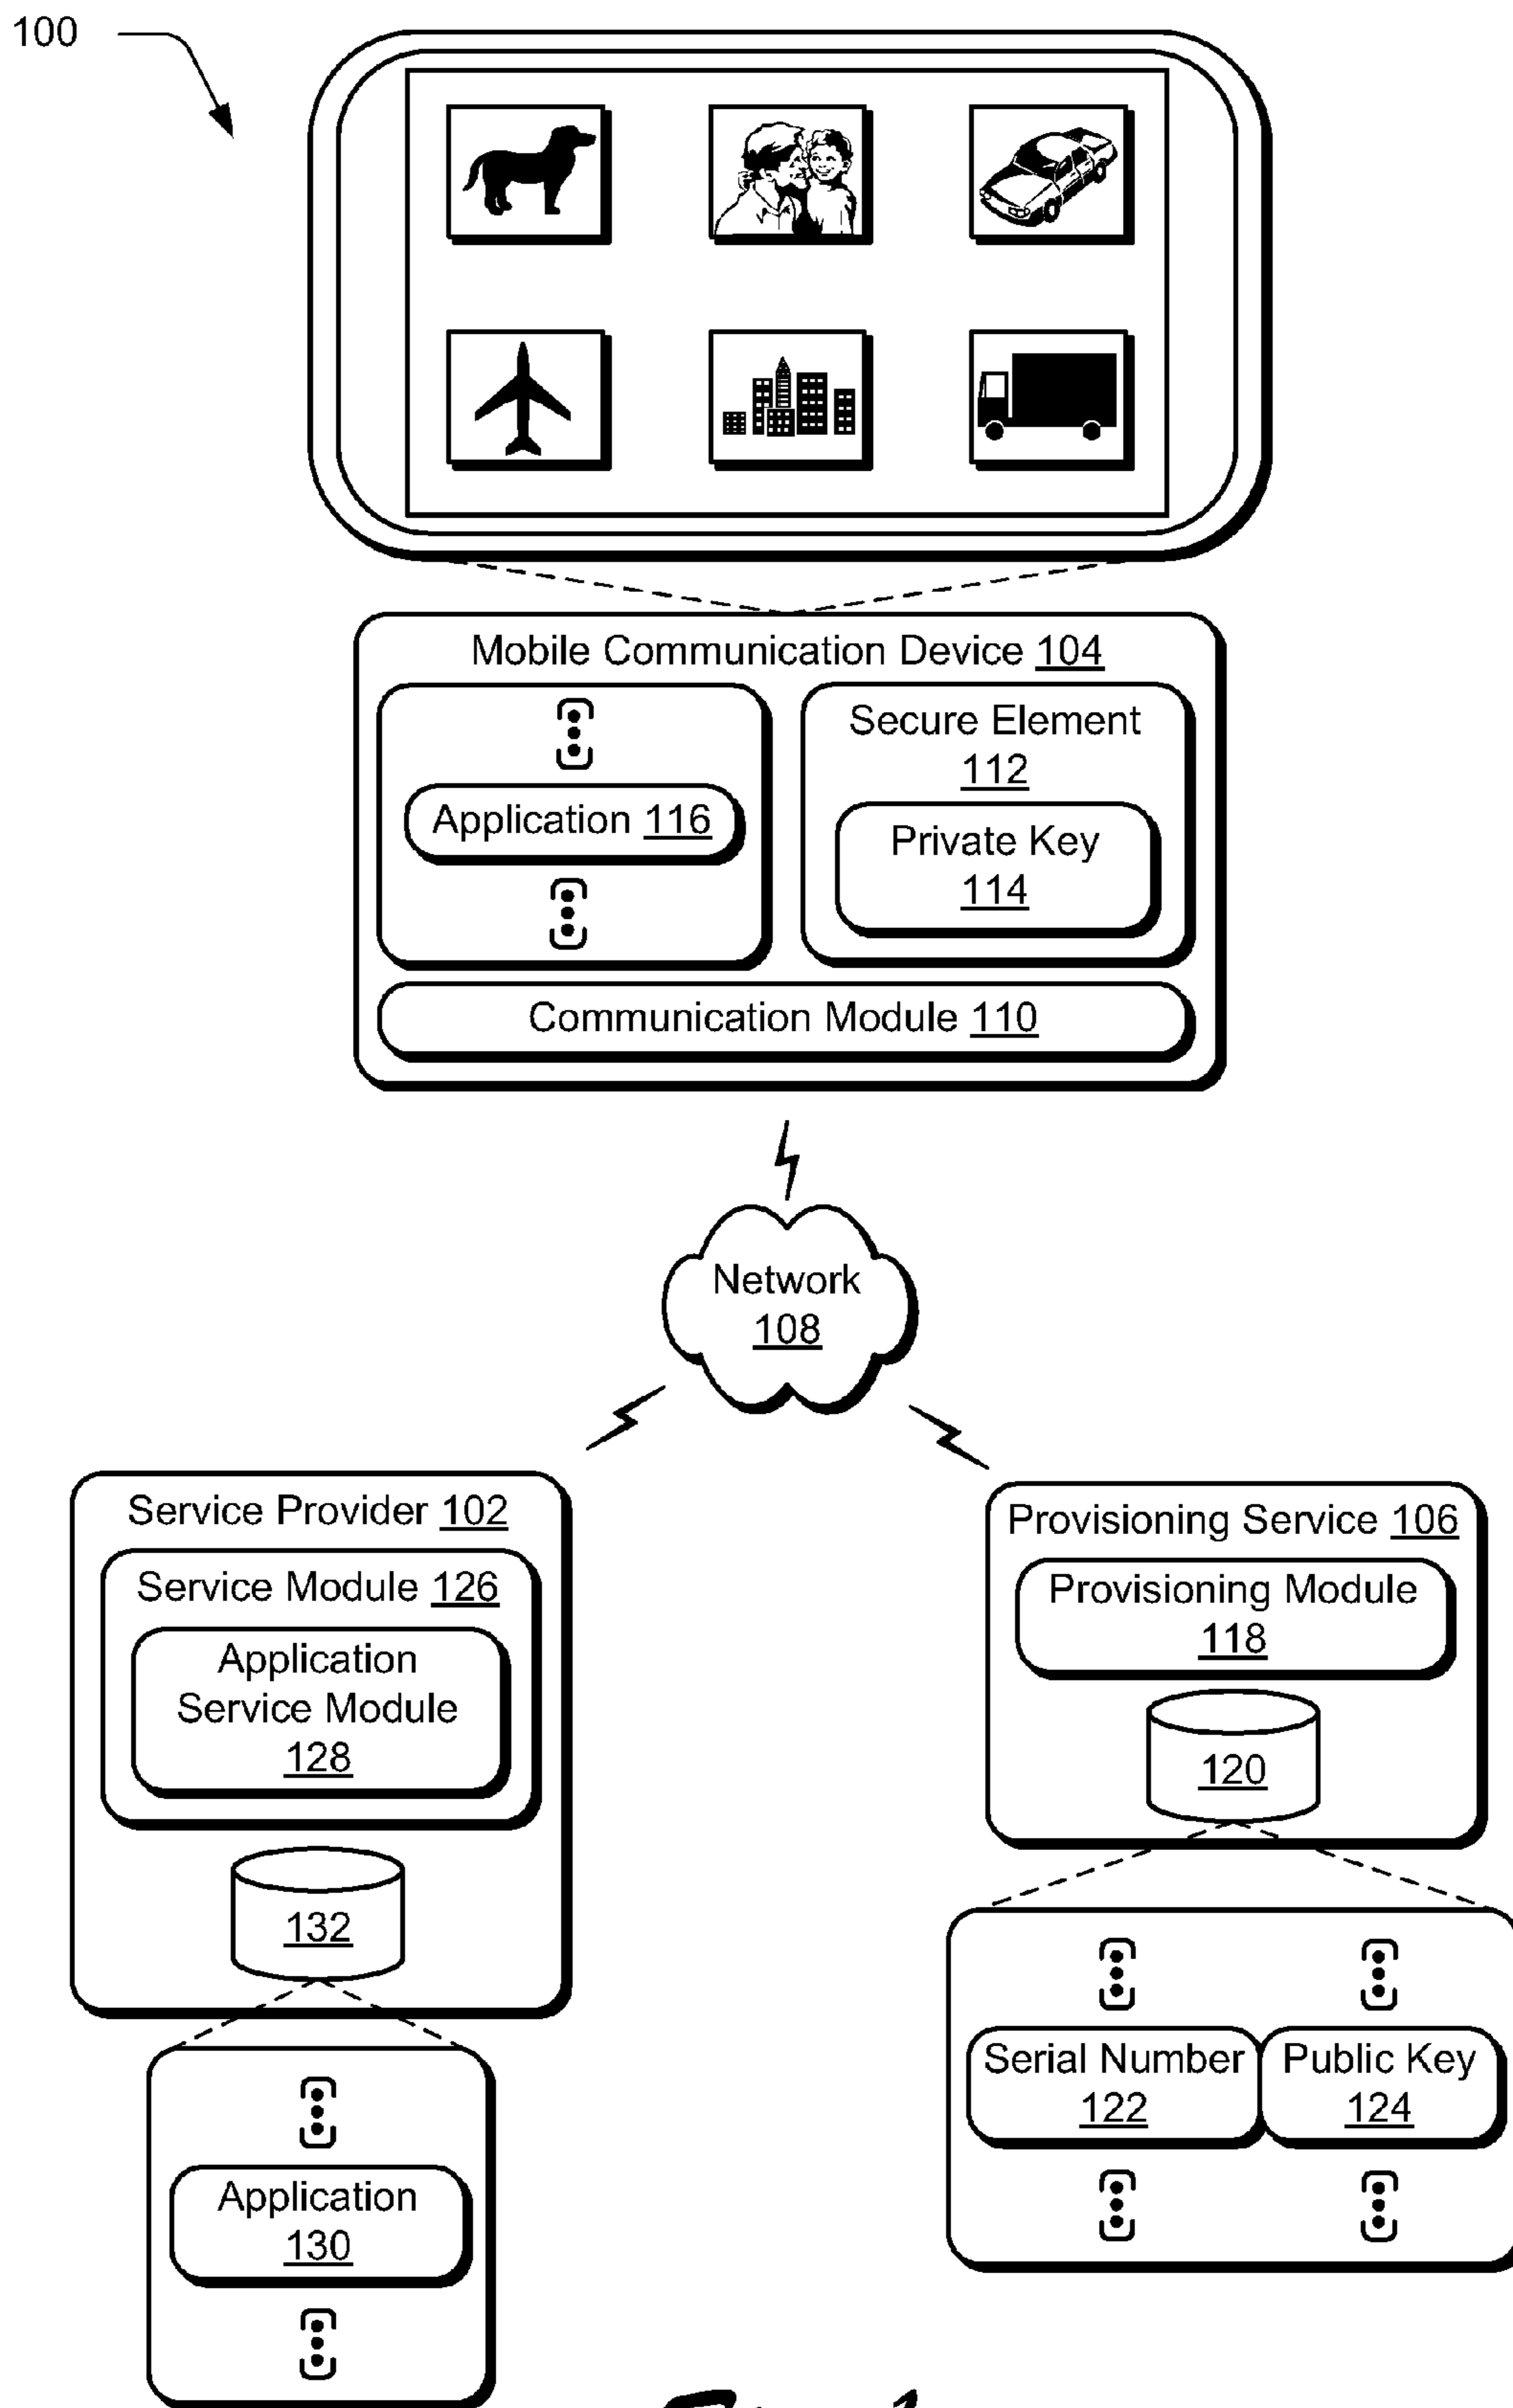 100
Mobile Communication Device 104
Application 116
Secure Element
112
Private Key
114
Communication Module 110
Network
108
Service Provider 102
Service Module 126
Application
Service Module
128
132
Application
130
Provisioning Service 106
Provisioning Module
118
120
Serial Number
122
Public Key
124